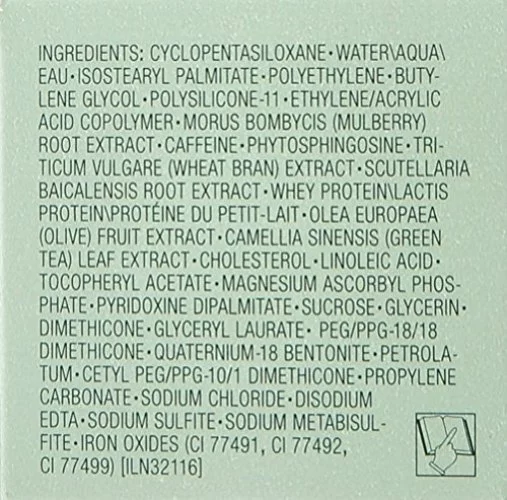 INGREDIENTS: CYCLOPENTASILOXANE•WATER\AQUA\
EAU•ISOSTEARYL PALMITATE•POLYETHYLENE•BUTY-
LENE GLYCOL•POLYSILICONE-11•ETHYLENE/ACRYLIC
ACID COPOLYMER•MORUS BOMBYCIS (MULBERRY)
ROOT EXTRACT•CAFFEINE•PHYTOSPHINGOSINE•TRI-
TICUM VULGARE (WHEAT BRAN) EXTRACT•SCUTELLARIA
BAICALENSIS ROOT EXTRACT•WHEY PROTEIN\LACTIS
PROTEIN\PROTÉINE DU PETIT-LAIT•OLEA EUROPAEA
(OLIVE) FRUIT EXTRACT•CAMELLIA SINENSIS (GREEN
TEA) LEAF EXTRACT•CHOLESTEROL•LINOLEIC ACID•
TOCOPHERYL ACETATE•MAGNESIUM ASCORBYL PHOS-
PHATE•PYRIDOXINE DIPALMITATE•SUCROSE•GLYCERIN•
DIMETHICONE•GLYCERYL LAURATE• PEG/PPG-18/18
DIMETHICONE•QUATERNIUM-18 BENTONITE•PETROLA-
TUM•CETYL PEG/PPG-10/1 DIMETHICONE•PROPYLENE
CARBONATE•SODIUM CHLORIDE•DISODIUM
EDTA•SODIUM SULFITE•SODIUM METABISUL-
FITE•IRON OXIDES (CI 77491, CI 77492,
CI 77499) [ILN32116]